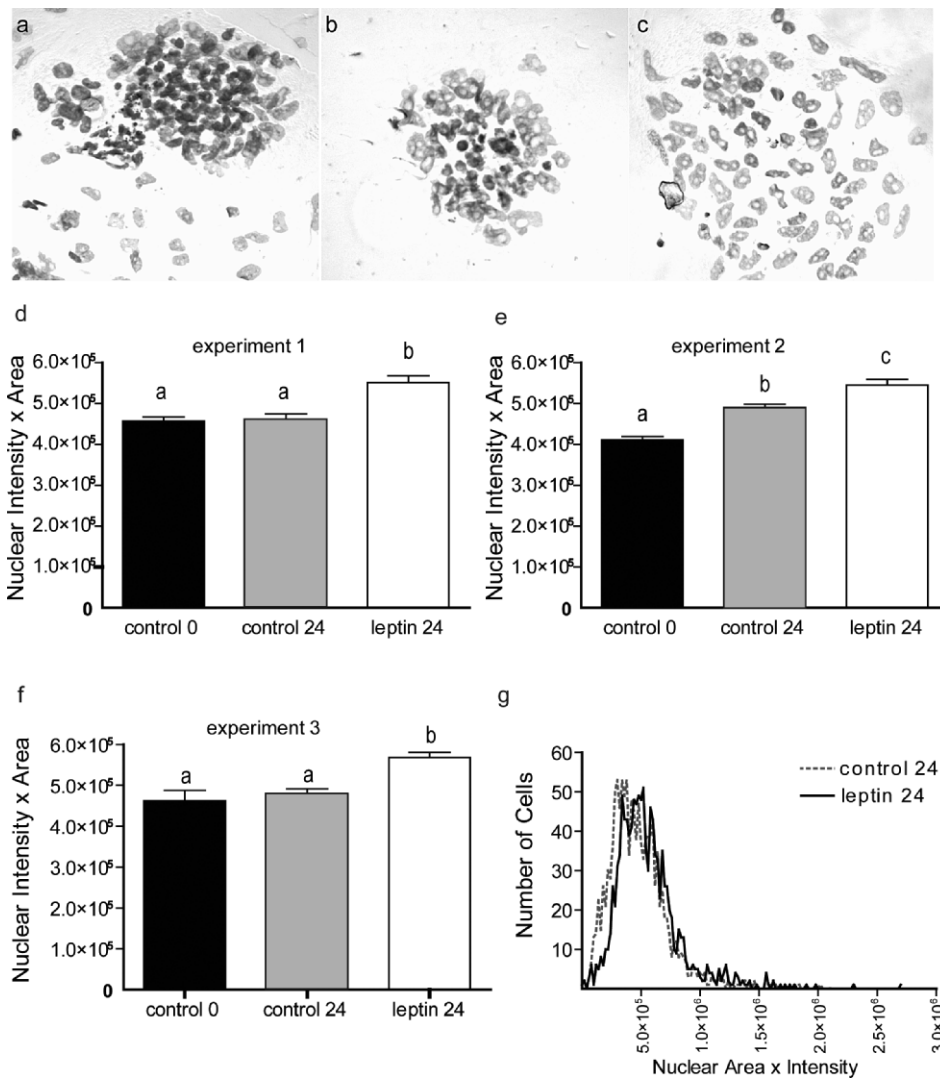 a
b
c
d
experiment 1
Nuclear Intensity x Area
6.0×10⁵
5.0×10⁵
4.0×10⁵
3.0×10⁵
2.0×10⁵
1.0×10⁵
0
a
a
b
control 0
control 24
leptin 24
e
experiment 2
Nuclear Intensity x Area
6.0×10⁵
5.0×10⁵
4.0×10⁵
3.0×10⁵
2.0×10⁵
1.0×10⁵
0
a
b
c
control 0
control 24
leptin 24
f
experiment 3
Nuclear Intensity x Area
6.0×10⁵
5.0×10⁵
4.0×10⁵
3.0×10⁵
2.0×10⁵
1.0×10⁵
0
a
a
b
control 0
control 24
leptin 24
g
control 24
leptin 24
Number of Cells
60
50
40
30
20
10
5.0×10⁵
1.0×10⁶
1.5×10⁶
2.0×10⁶
2.5×10⁶
3.0×10⁶
Nuclear Area x Intensity